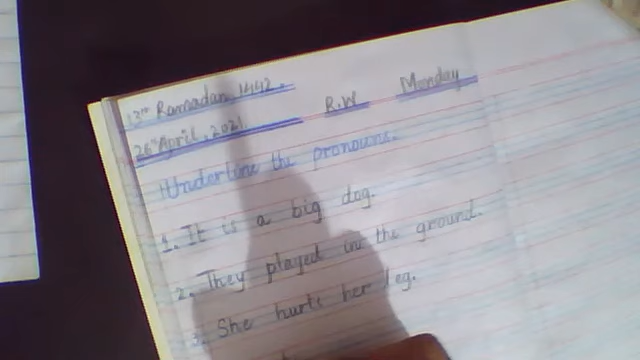 13th Ramadan, 1442.
26th April, 2021 R.W Monday
Underline the pronouns.
1. It is a big dog.
2. They played in the ground.
3. She hurts her leg.